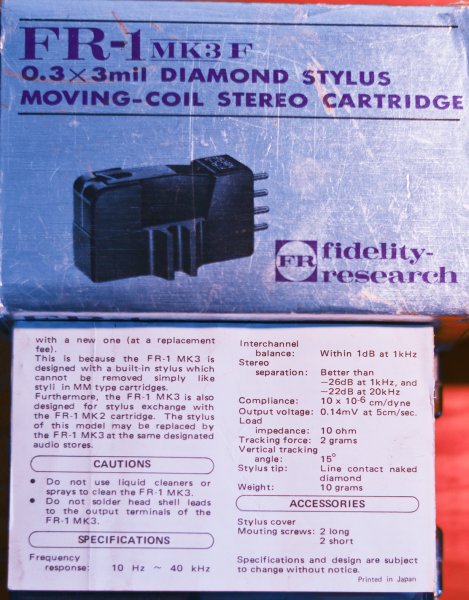 FR-1 MK3 F
0.3×3mil DIAMOND STYLUS
MOVING-COIL STEREO CARTRIDGE
FR fidelity-
research
with a new one (at a replacement
fee).
This is because the FR-1 MK3 is
designed with a built-in stylus which
cannot be removed simply like
styli in MM type cartridges.
Furthermore, the FR-1 MK3 is also
designed for stylus exchange with
the FR-1 MK2 cartridge. The stylus
of this model may be replaced by
the FR-1 MK3 at the same designated
audio stores.
CAUTIONS
● Do not use liquid cleaners or
sprays to clean the FR-1 MK3.
● Do not solder head shell leads
to the output terminals of the
FR-1 MK3.
SPECIFICATIONS
Frequency
response: 10 Hz ~ 40 kHz
Interchannel
balance: Within 1dB at 1kHz
Stereo
separation: Better than
−26dB at 1kHz, and
−22dB at 20kHz
Compliance: 10 x 10-6 cm/dyne
Output voltage: 0.14mV at 5cm/sec.
Load
impedance: 10 ohm
Tracking force: 2 grams
Vertical tracking
angle: 15°
Stylus tip: Line contact naked
diamond
Weight: 10 grams
ACCESSORIES
Stylus cover
Mouting screws: 2 long
2 short
Specifications and design are subject
to change without notice.
Printed in Japan